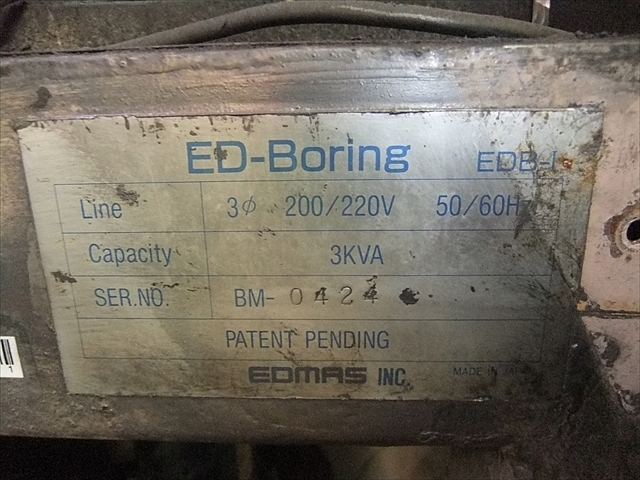 ED-Boring EDB-I
Line 3ϕ 200/220V 50/60Hz
Capacity 3KVA
SER.NO. BM-0424
PATENT PENDING
EDMAS INC. MADE IN JAPAN
1